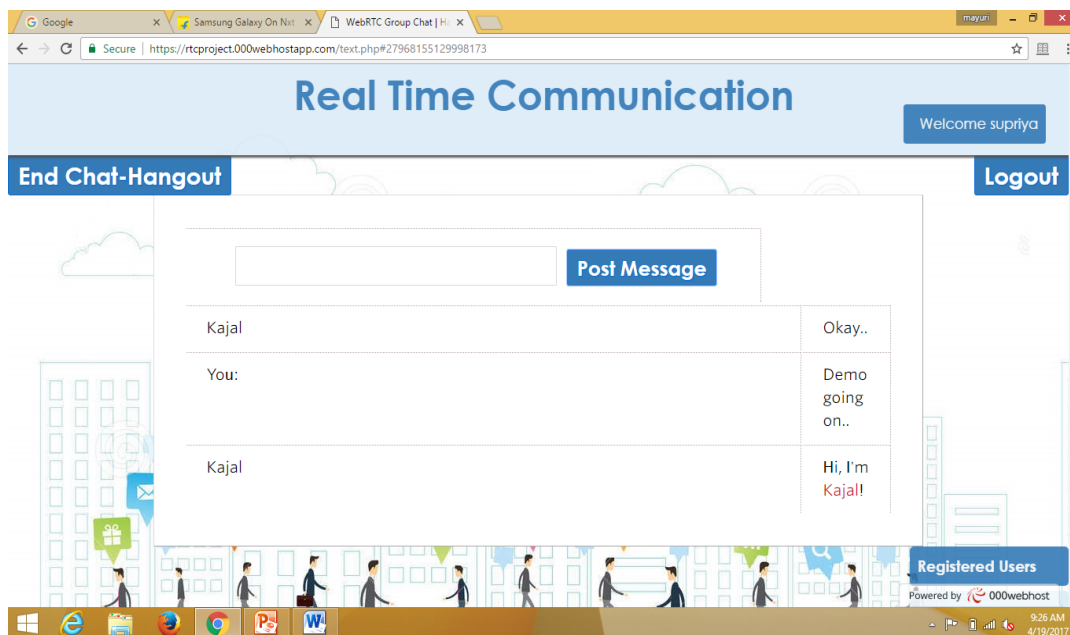 Google
Samsung Galaxy On Nxt
WebRTC Group Chat | Ha
mayuri
Secure | https://rtcproject.000webhostapp.com/text.php#27968155129998173
Real Time Communication
Welcome supriya
End Chat-Hangout
Logout
Post Message
Kajal
Okay..
You:
Demo
going
on..
Kajal
Hi, I'm
Kajal!
Registered Users
Powered by 000webhost
9:26 AM
4/19/2017